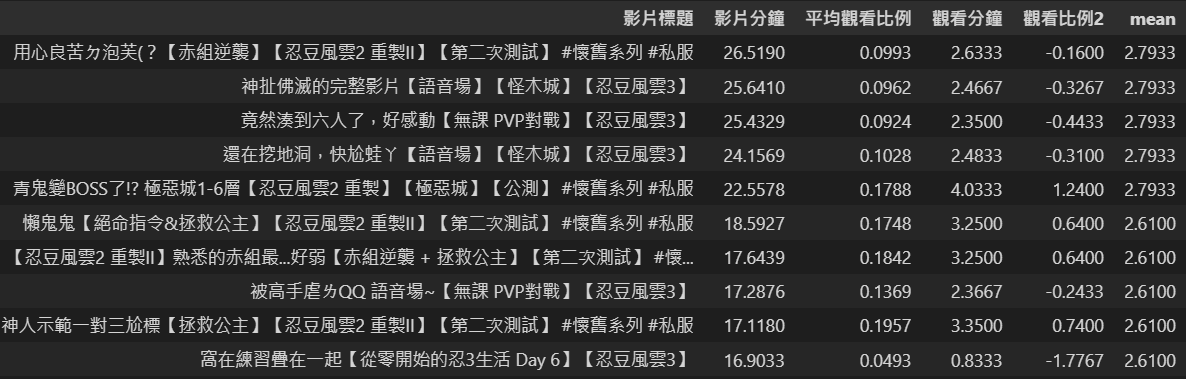 影片標題 影片分鐘 平均觀看比例 觀看分鐘 觀看比例2 mean
用心良苦ㄉ泡芙(？【赤組逆襲】【忍豆風雲2 重製II】【第二次測試】 #懷舊系列 #私服 26.5190 0.0993 2.6333 -0.1600 2.7933
神扯佛滅的完整影片【語音場】【怪木城】【忍豆風雲3】 25.6410 0.0962 2.4667 -0.3267 2.7933
竟然湊到六人了，好感動【無課 PVP對戰】【忍豆風雲3】 25.4329 0.0924 2.3500 -0.4433 2.7933
還在挖地洞，快尬蛙ㄚ【語音場】【怪木城】【忍豆風雲3】 24.1569 0.1028 2.4833 -0.3100 2.7933
青鬼變BOSS了!? 極惡城1-6層【忍豆風雲2 重製】【極惡城】【公測】 #懷舊系列 #私服 22.5578 0.1788 4.0333 1.2400 2.7933
懶鬼鬼【絕命指令&拯救公主】【忍豆風雲2 重製II】【第二次測試】 #懷舊系列 #私服 18.5927 0.1748 3.2500 0.6400 2.6100
【忍豆風雲2 重製II】熟悉的赤組最...好弱【赤組逆襲 + 拯救公主】【第二次測試】 #懷... 17.6439 0.1842 3.2500 0.6400 2.6100
被高手虐ㄌQQ 語音場~【無課 PVP對戰】【忍豆風雲3】 17.2876 0.1369 2.3667 -0.2433 2.6100
神人示範一對三尬標【拯救公主】【忍豆風雲2 重製II】【第二次測試】 #懷舊系列 #私服 17.1180 0.1957 3.3500 0.7400 2.6100
窩在練習疊在一起【從零開始的忍3生活 Day 6】【忍豆風雲3】 16.9033 0.0493 0.8333 -1.7767 2.6100